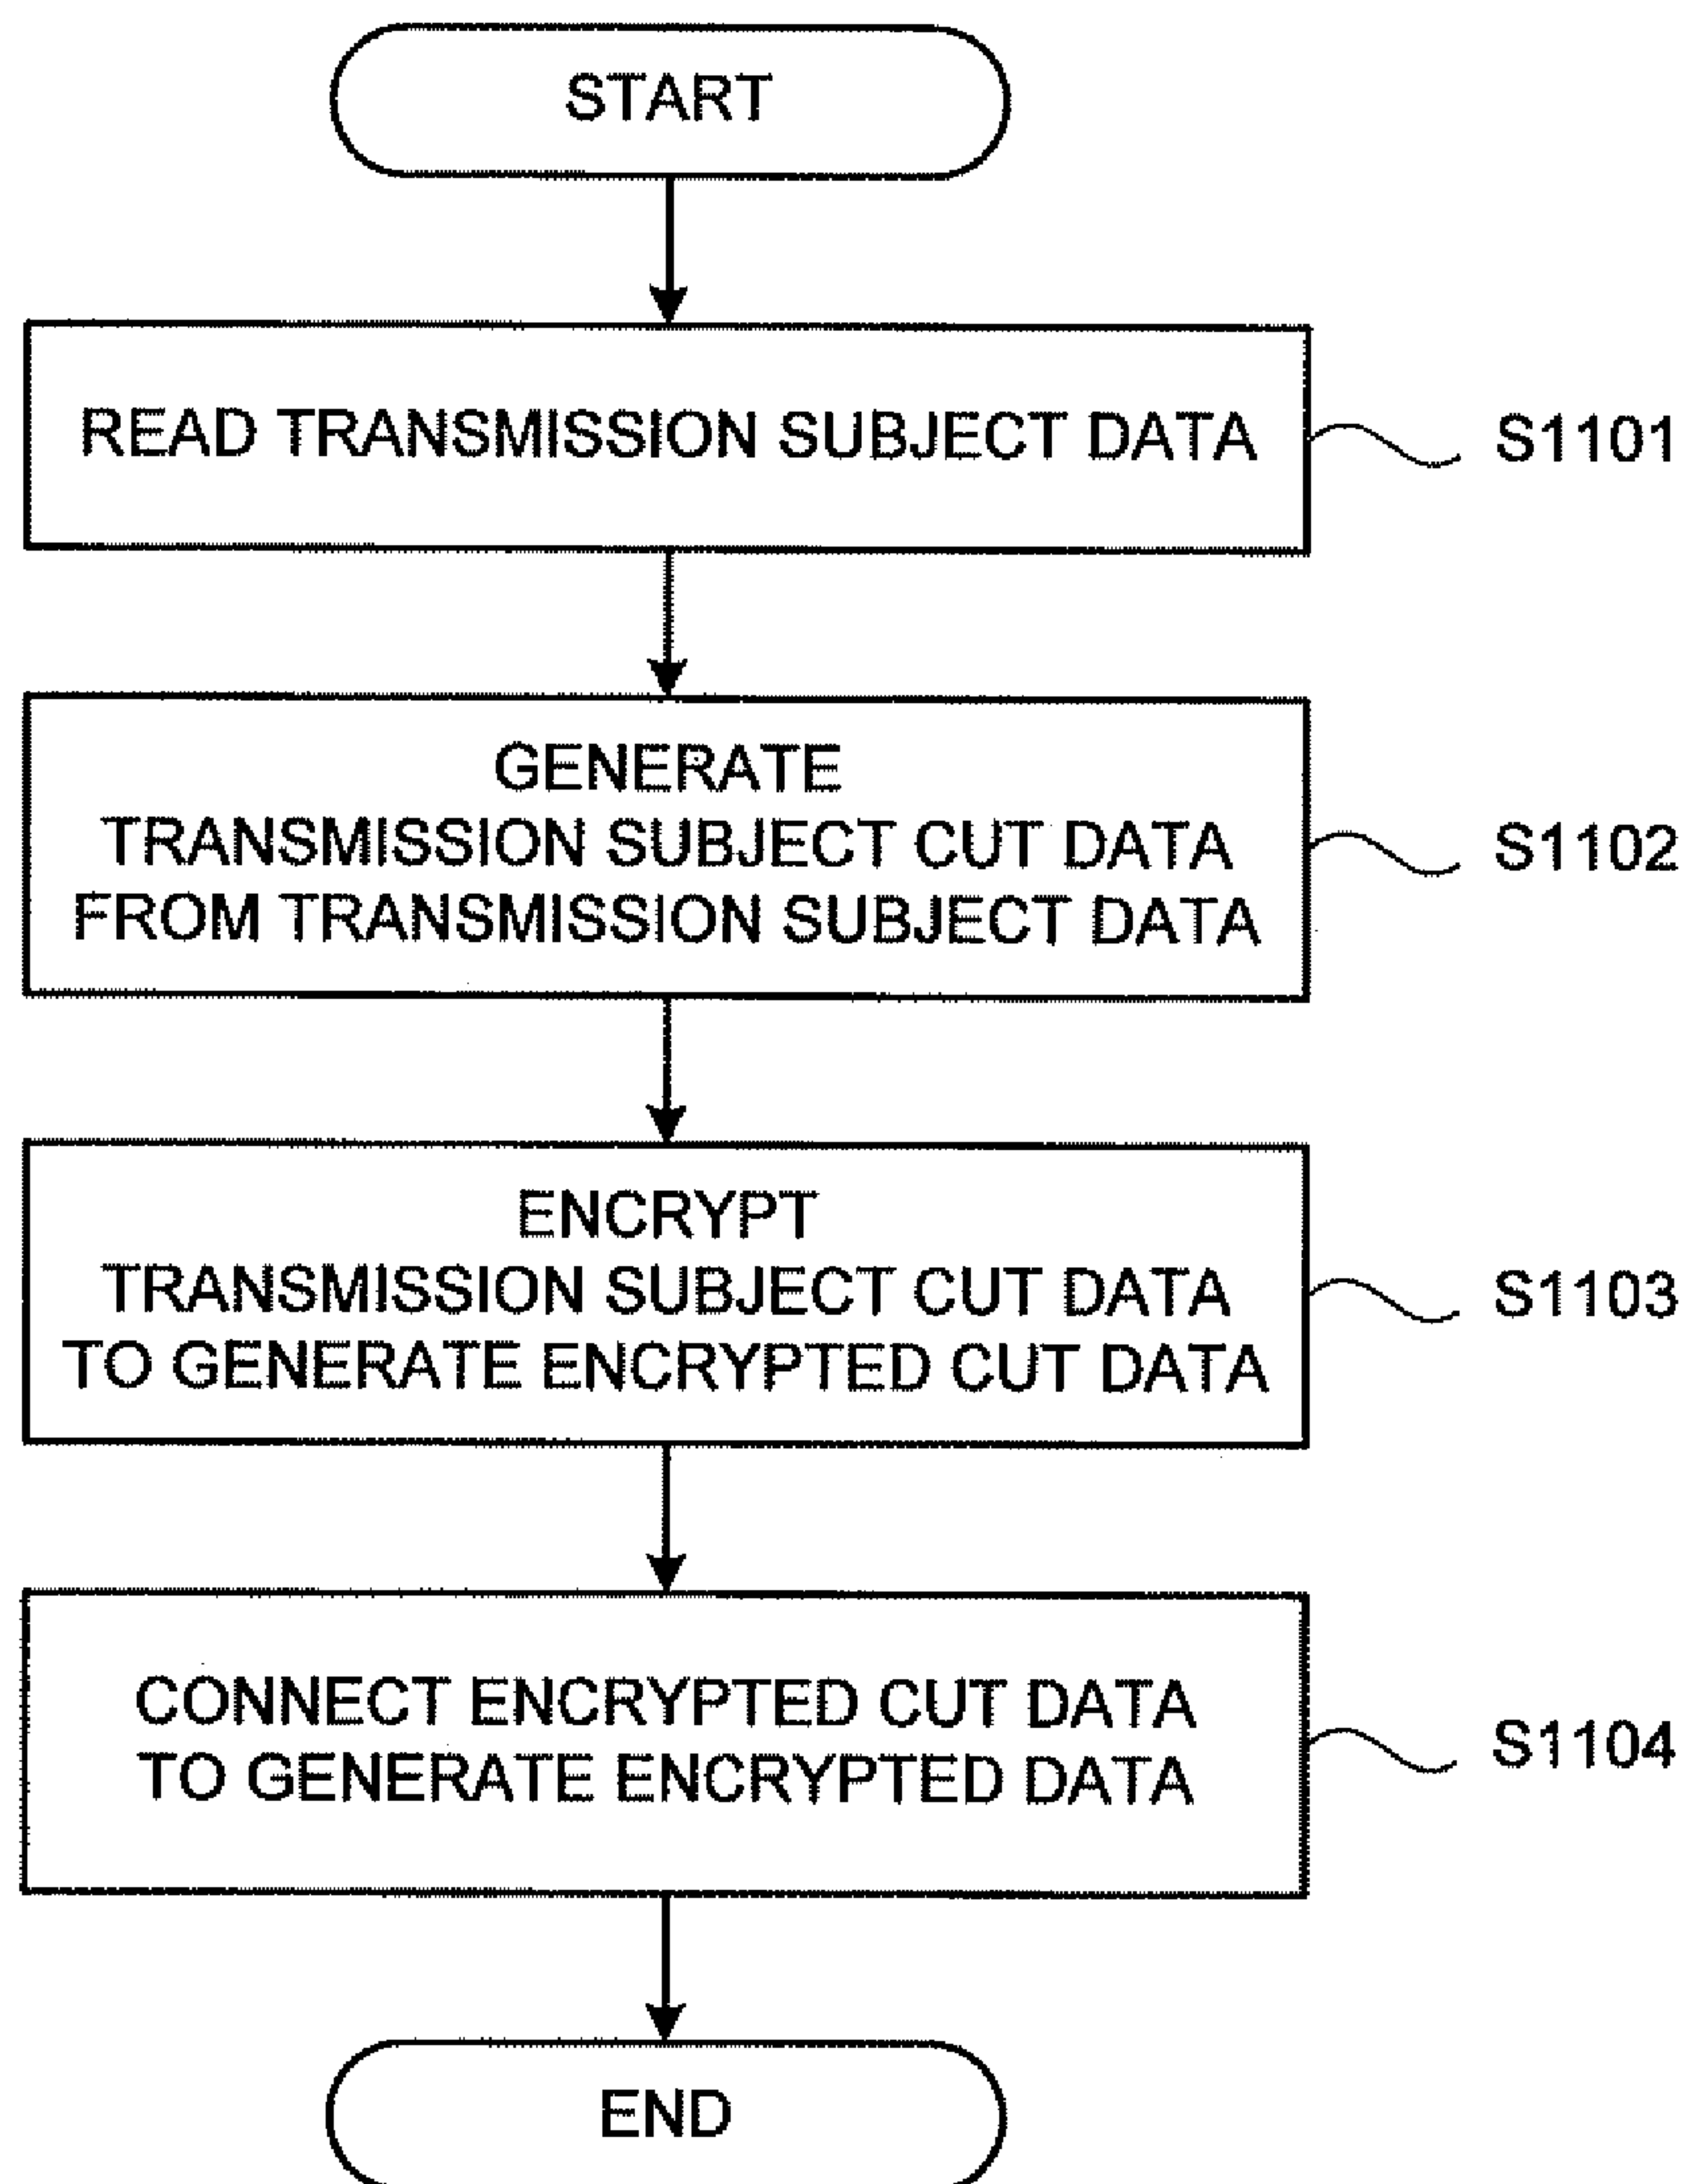 START
READ TRANSMISSION SUBJECT DATA
S1101
GENERATE
TRANSMISSION SUBJECT CUT DATA
FROM TRANSMISSION SUBJECT DATA
S1102
ENCRYPT
TRANSMISSION SUBJECT CUT DATA
TO GENERATE ENCRYPTED CUT DATA
S1103
CONNECT ENCRYPTED CUT DATA
TO GENERATE ENCRYPTED DATA
S1104
END